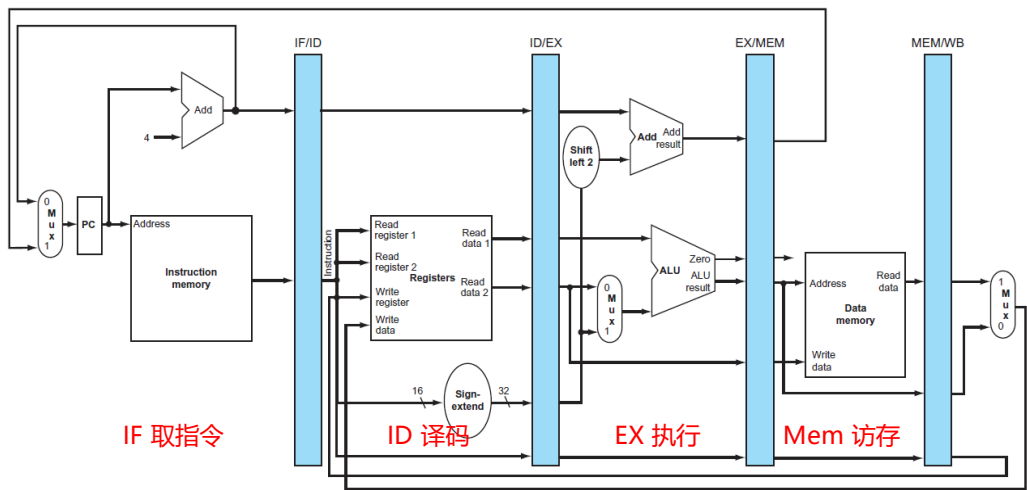 IF/ID
ID/EX
EX/MEM
MEM/WB
Add
4
Add
Add
result
Shift
left 2
0
M
u
x
1
PC
Address
Instruction
memory
Instruction
Read
register 1
Read
register 2
Registers
Write
register
Write
data
Read
data 1
Read
data 2
0
M
u
x
1
ALU
Zero
ALU
result
Address
Read
data
Data
memory
Write
data
1
M
u
x
0
16
Sign-
extend
32
IF 取指令
ID 译码
EX 执行
Mem 访存